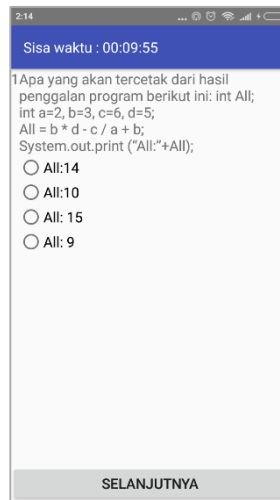 2:14
Sisa waktu : 00:09:55
1Apa yang akan tercetak dari hasil
penggalan program berikut ini: int All;
int a=2, b=3, c=6, d=5;
All = b * d - c / a + b;
System.out.print (“All:”+All);
All:14
All:10
All: 15
All: 9
SELANJUTNYA